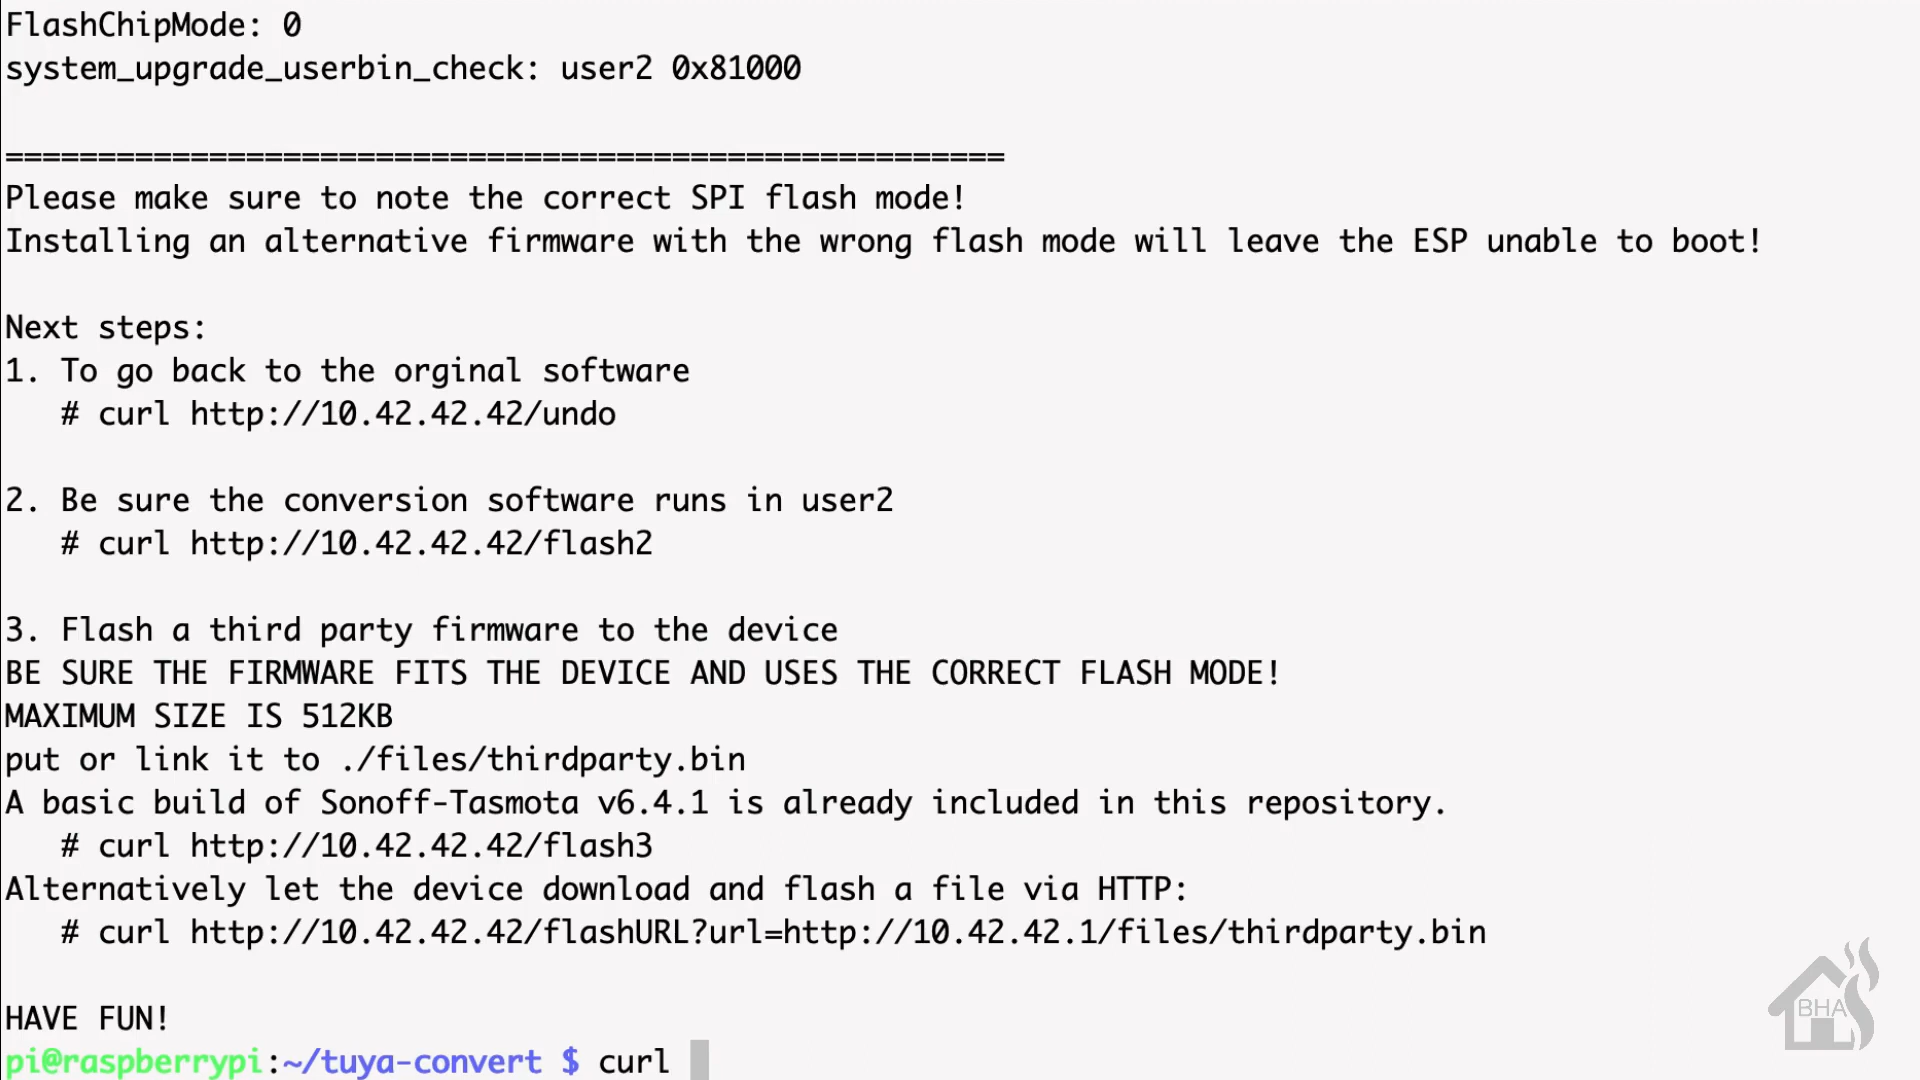 FlashChipMode: 0
system_upgrade_userbin_check: user2 0x81000
======================================================
Please make sure to note the correct SPI flash mode!
Installing an alternative firmware with the wrong flash mode will leave the ESP unable to boot!
Next steps:
1. To go back to the orginal software
# curl http://10.42.42.42/undo
2. Be sure the conversion software runs in user2
# curl http://10.42.42.42/flash2
3. Flash a third party firmware to the device
BE SURE THE FIRMWARE FITS THE DEVICE AND USES THE CORRECT FLASH MODE!
MAXIMUM SIZE IS 512KB
put or link it to ./files/thirdparty.bin
A basic build of Sonoff-Tasmota v6.4.1 is already included in this repository.
# curl http://10.42.42.42/flash3
Alternatively let the device download and flash a file via HTTP:
# curl http://10.42.42.42/flashURL?url=http://10.42.42.1/files/thirdparty.bin
HAVE FUN!
pi@raspberrypi:~/tuya-convert $ curl
BHA